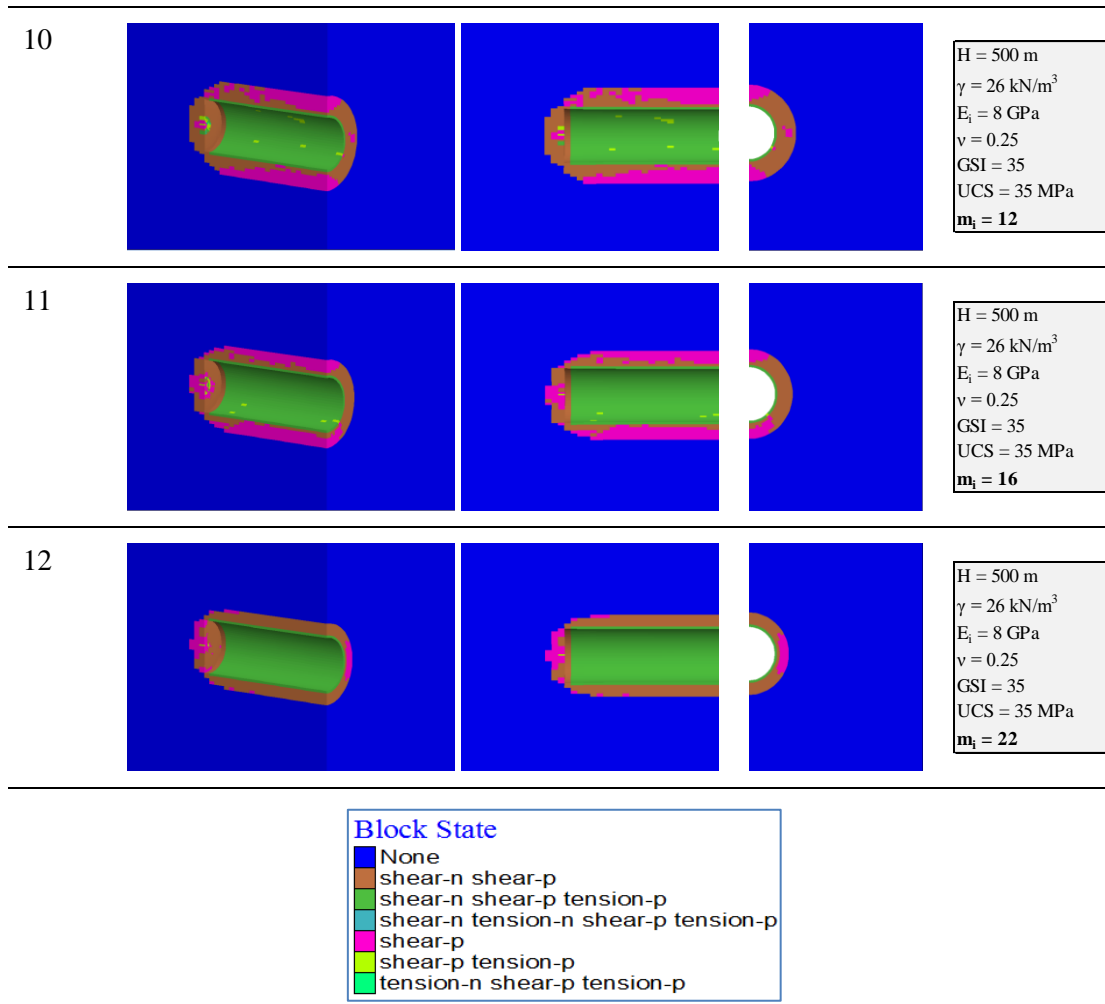 10
H = 500 m
γ = 26 kN/m³
Eᵢ = 8 GPa
ν = 0.25
GSI = 35
UCS = 35 MPa
mᵢ = 12
11
H = 500 m
γ = 26 kN/m³
Eᵢ = 8 GPa
ν = 0.25
GSI = 35
UCS = 35 MPa
mᵢ = 16
12
H = 500 m
γ = 26 kN/m³
Eᵢ = 8 GPa
ν = 0.25
GSI = 35
UCS = 35 MPa
mᵢ = 22
Block State
None
shear-n shear-p
shear-n shear-p tension-p
shear-n tension-n shear-p tension-p
shear-p
shear-p tension-p
tension-n shear-p tension-p